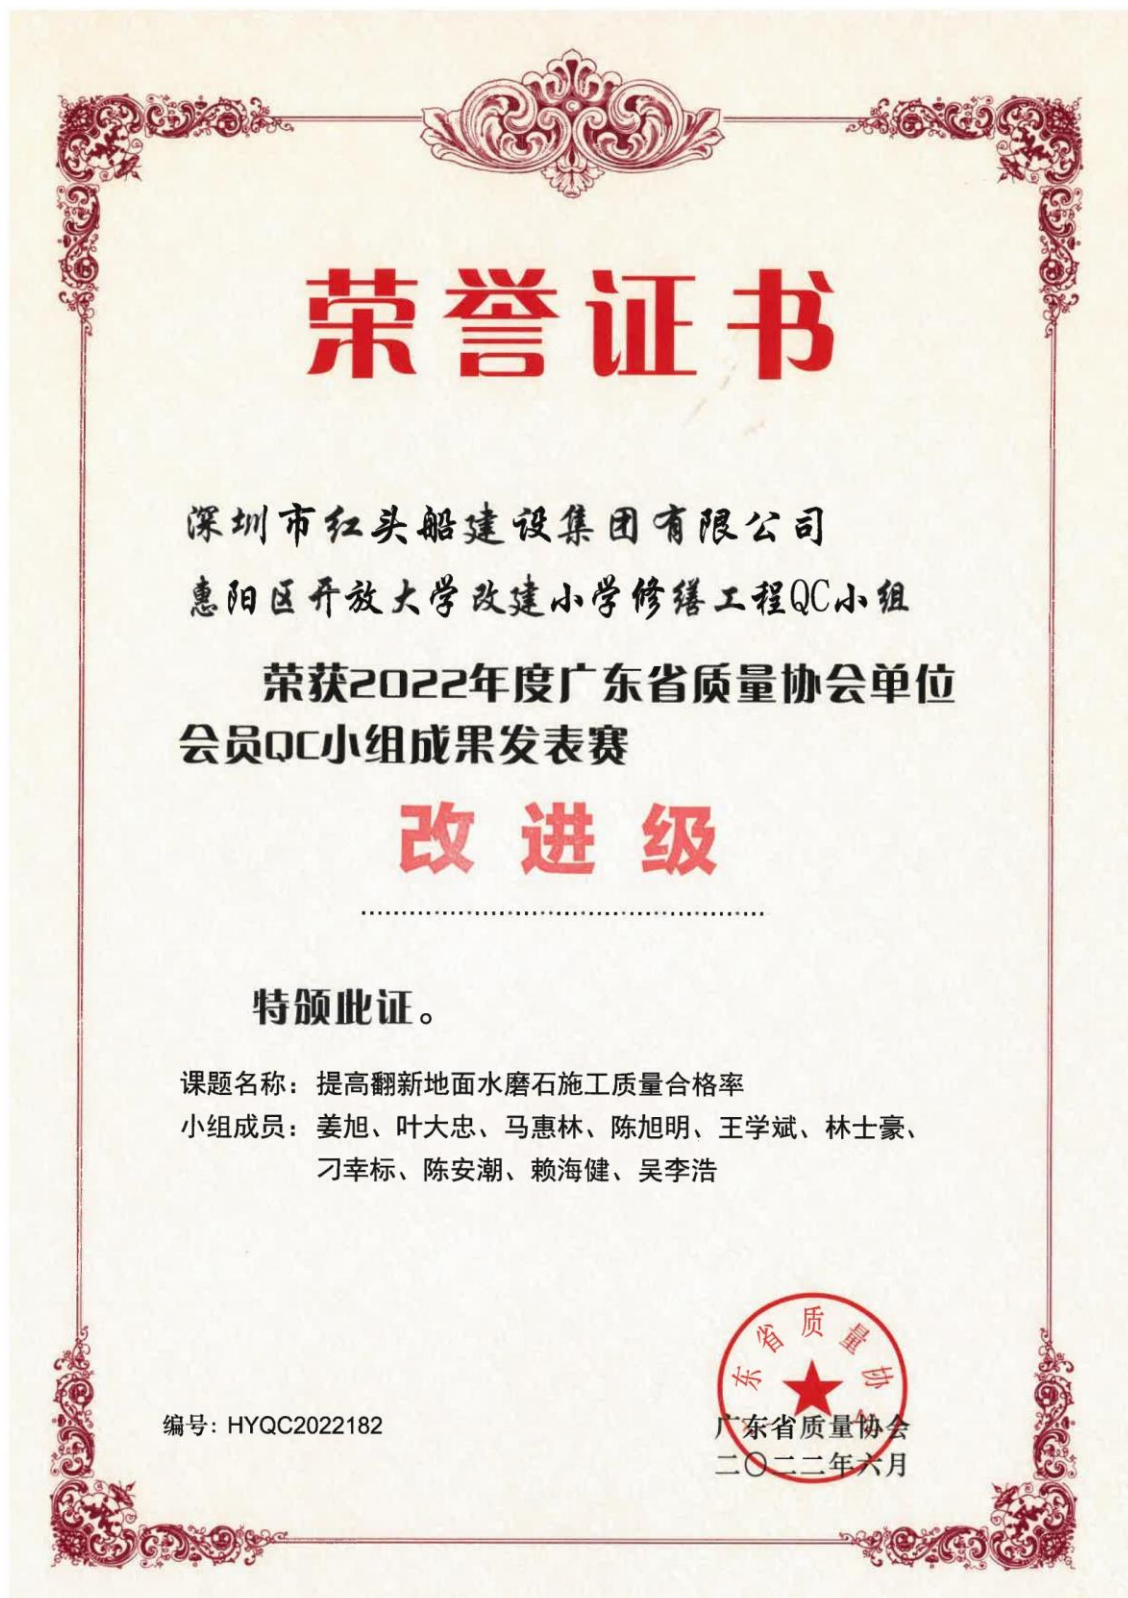 荣誉证书
深圳市红头船建设集团有限公司
惠阳区开放大学改建小学修缮工程QC小组
荣获2022年度广东省质量协会单位
会员QC小组成果发表赛
改进级
特颁此证。
课题名称：提高翻新地面水磨石施工质量合格率
小组成员：姜旭、叶大忠、马惠林、陈旭明、王学斌、林士豪、
刁幸标、陈安潮、赖海健、吴李浩
广东省质量协会
编号：HYQC2022182
广东省质量协会
二〇二二年六月